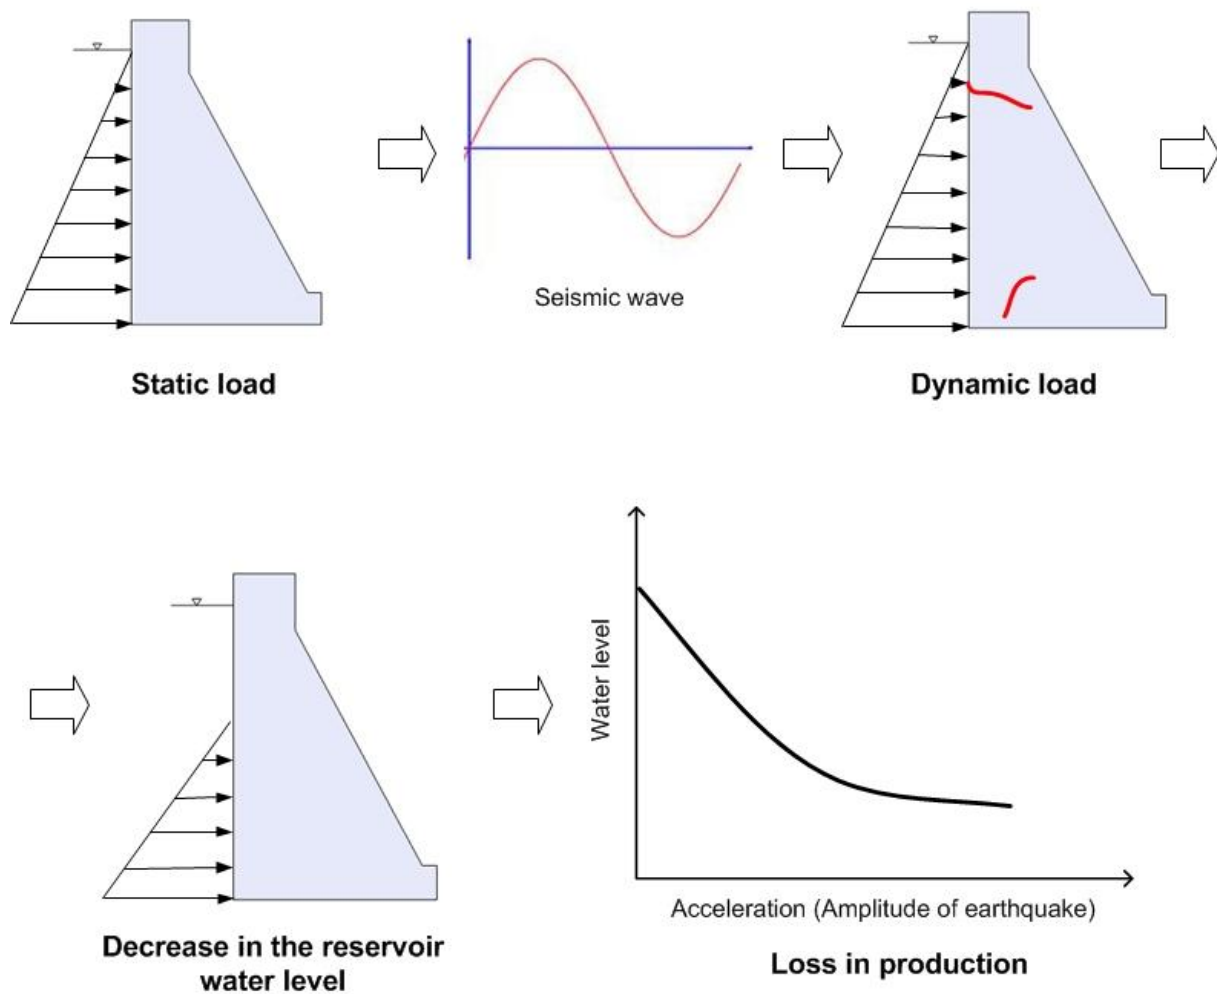 Seismic wave
Static load
Dynamic load
Water level
Acceleration (Amplitude of earthquake)
Decrease in the reservoir
water level
Loss in production